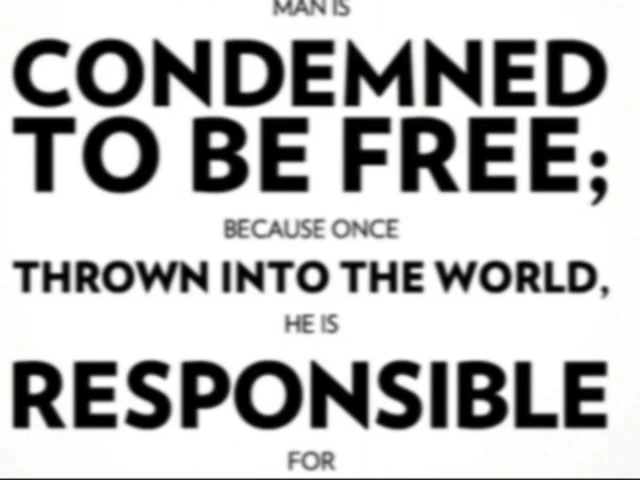 MAN IS
CONDEMNED
TO BE FREE;
BECAUSE ONCE
THROWN INTO THE WORLD,
HE IS
RESPONSIBLE
FOR